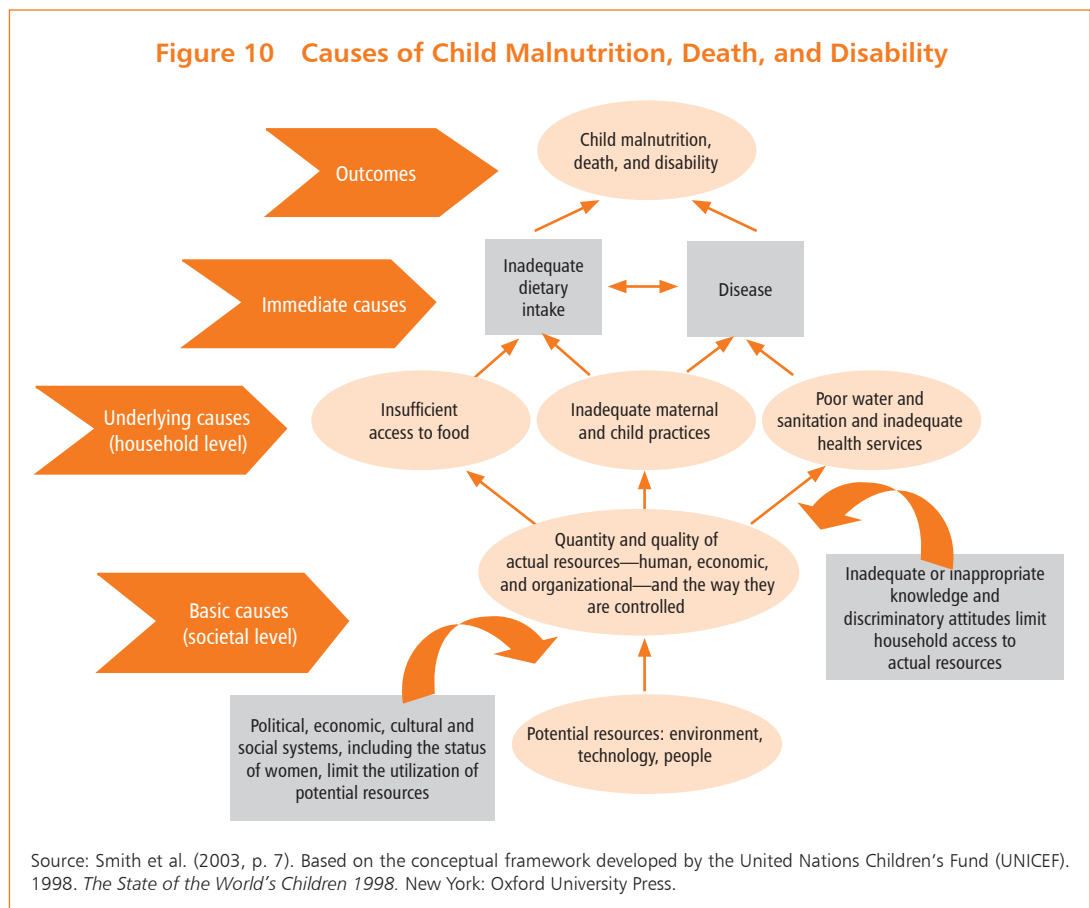 Figure 10 Causes of Child Malnutrition, Death, and Disability
Outcomes
Child malnutrition,
death, and disability
Immediate causes
Inadequate
dietary
intake
Disease
Underlying causes
(household level)
Insufficient
access to food
Inadequate maternal
and child practices
Poor water and
sanitation and inadequate
health services
Basic causes
(societal level)
Quantity and quality of
actual resources—human, economic,
and organizational—and the way they
are controlled
Inadequate or inappropriate
knowledge and
discriminatory attitudes limit
household access to
actual resources
Political, economic, cultural and
social systems, including the status
of women, limit the utilization of
potential resources
Potential resources: environment,
technology, people
Source: Smith et al. (2003, p. 7). Based on the conceptual framework developed by the United Nations Children’s Fund (UNICEF).
1998. The State of the World’s Children 1998. New York: Oxford University Press.